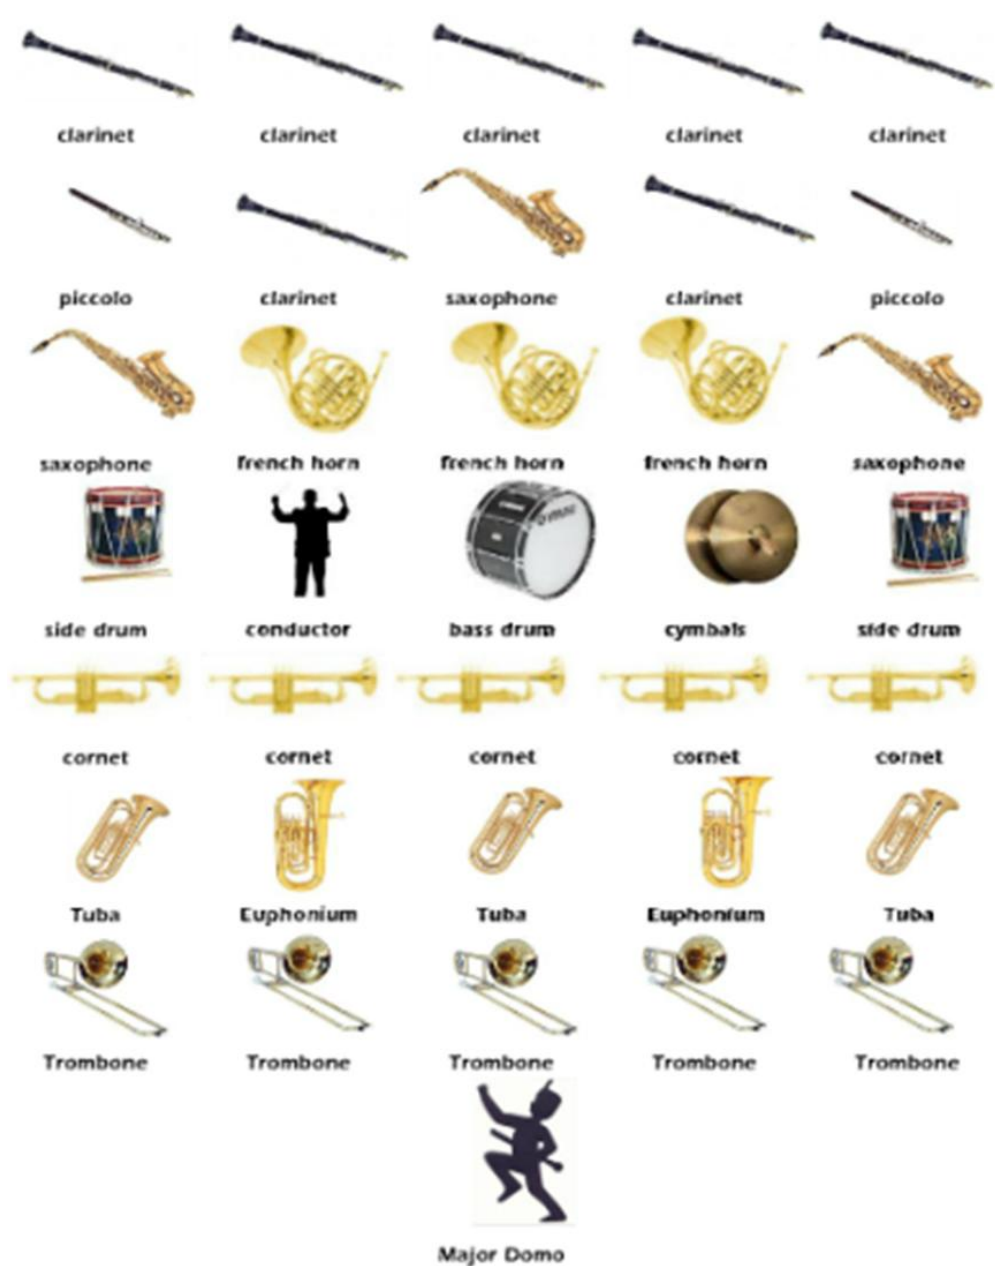 clarinet clarinet clarinet clarinet clarinet
piccolo clarinet saxophone clarinet piccolo
saxophone french horn french horn french horn saxophone
side drum conductor bass drum cymbals side drum
cornet cornet cornet cornet cornet
Tuba Euphonium Tuba Euphonium Tuba
Trombone Trombone Trombone Trombone Trombone
Major Domo